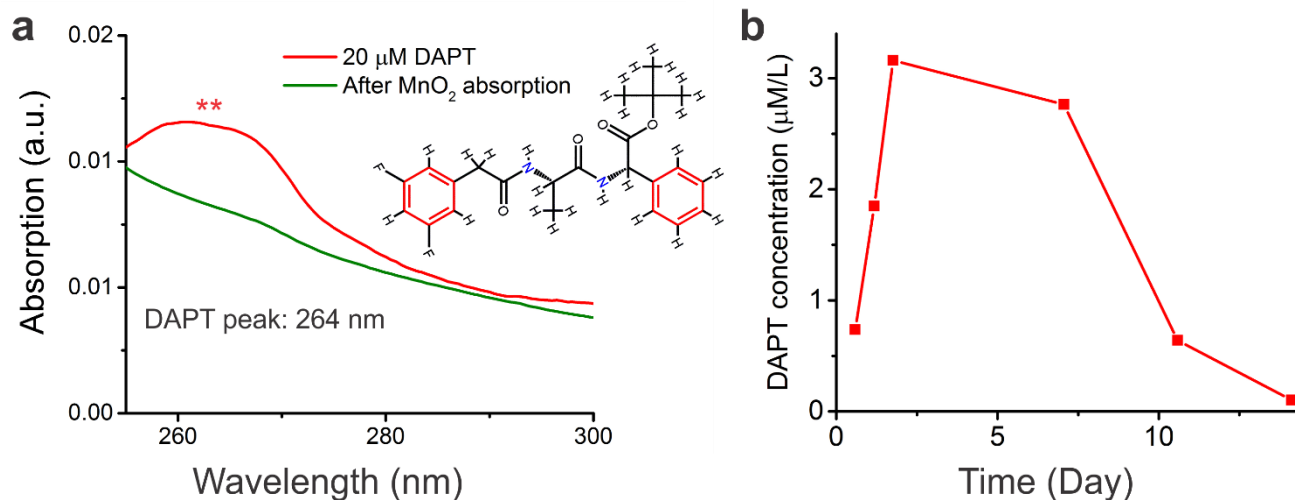 a
0.02
0.01
0.01
0.00
Absorption (a.u.)
20 μM DAPT
After MnO2 absorption
**
DAPT peak: 264 nm
F
F
H
H
H
H
H
O
N
H
H
H
H
H
O
N
H
H
O
O
H
H
H
H
H
H
H
H
H
H
H
H
H
H
260
280
300
Wavelength (nm)
b
3
2
1
0
DAPT concentration (μM/L)
0
5
10
Time (Day)